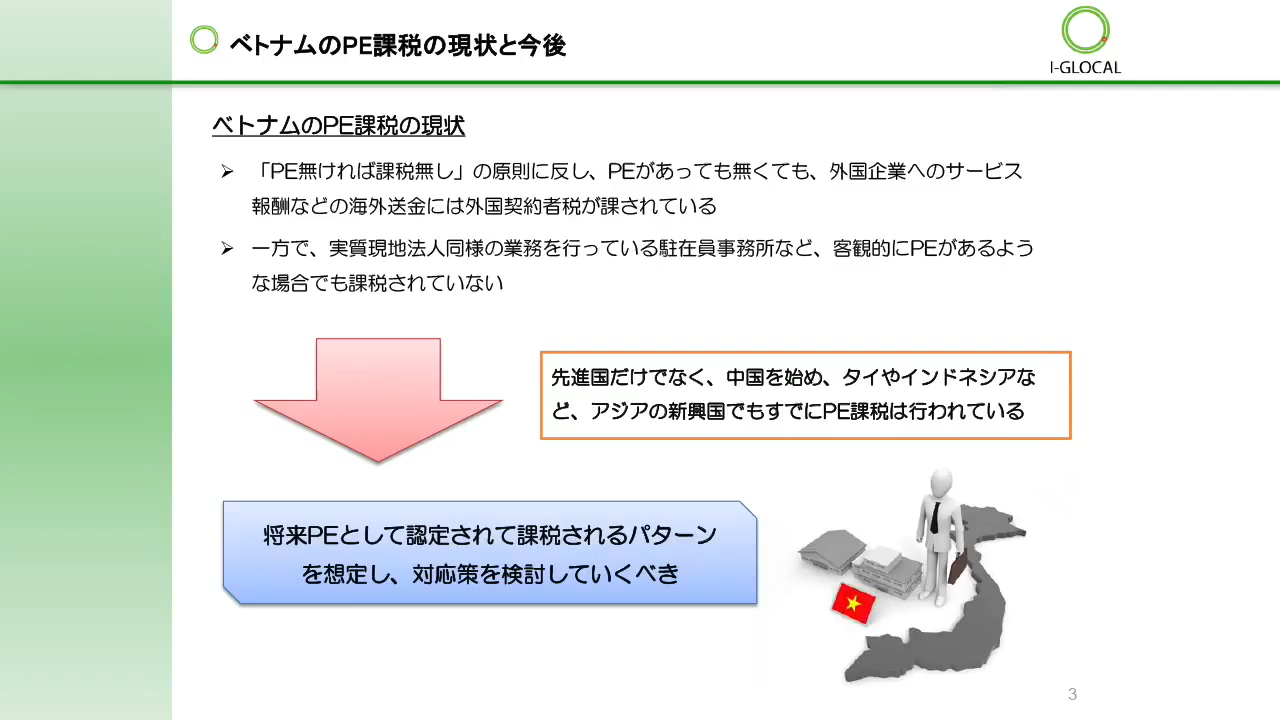 ベトナムのPE課税の現状と今後
I-GLOCAL
ベトナムのPE課税の現状
「PE無ければ課税無し」の原則に反し、PEがあっても無くても、外国企業へのサービス
報酬などの海外送金には外国契約者税が課されている
一方で、実質現地法人同様の業務を行っている駐在員事務所など、客観的にPEがあるよう
な場合でも課税されていない
先進国だけでなく、中国を始め、タイやインドネシアな
ど、アジアの新興国でもすでにPE課税は行われている
将来PEとして認定されて課税されるパターン
を想定し、対応策を検討していくべき
3